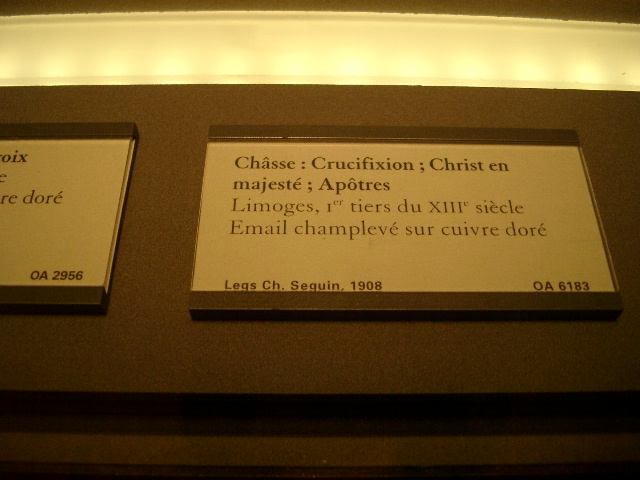 re doré
OA 2956
Châsse : Crucifixion ; Christ en
majesté ; Apôtres
Limoges, 1er tiers du XIIIe siècle
Email champlevé sur cuivre doré
Legs Ch. Seguin, 1908
OA 6183